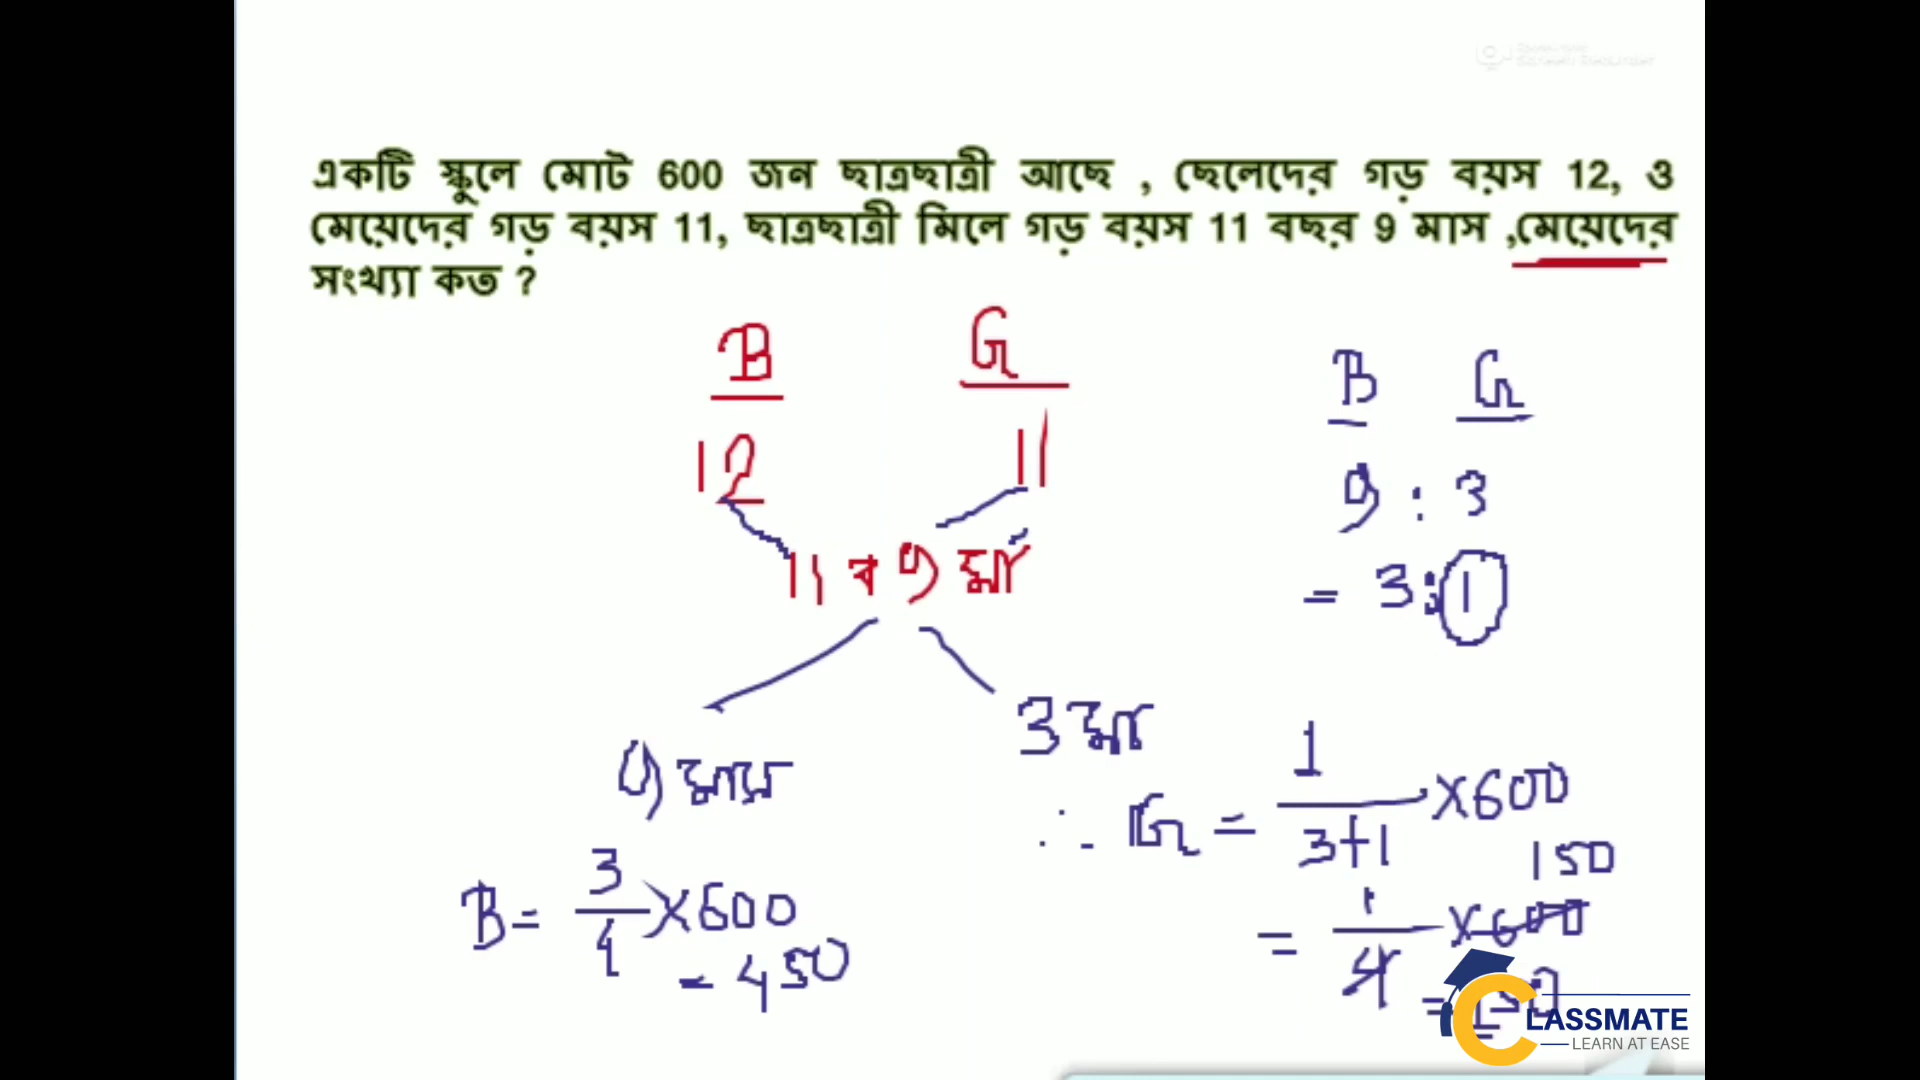 একটি স্কুলে মোট 600 জন ছাত্রছাত্রী আছে , ছেলেদের গড় বয়স 12, ও
মেয়েদের গড় বয়স 11, ছাত্রছাত্রী মিলে গড় বয়স 11 বছর 9 মাস ,মেয়েদের
সংখ্যা কত ?
B G
12 11
11 ব 9 মা
9 মাস 3 মা
B = 3/4 × 600
= 450
B G
9 : 3
= 3 : 1
∴ G = 1/3+1 × 600
150
= 1/4 × 600
= 150
CLASSMATE
LEARN AT EASE